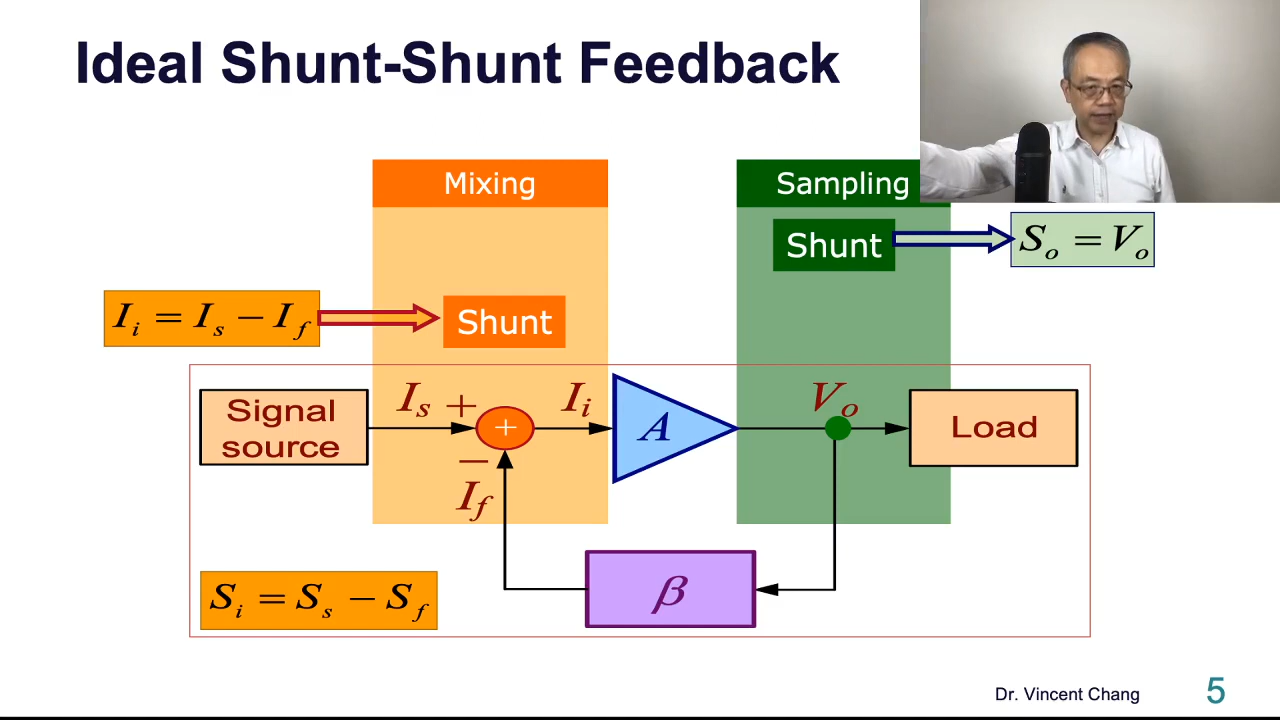 Ideal Shunt-Shunt Feedback
Mixing
Sampling
Shunt
S_o = V_o
I_i = I_s − I_f
Shunt
Signal
source
I_s +
+
I_i
A
V_o
Load
−
I_f
β
S_i = S_s − S_f
Dr. Vincent Chang
5